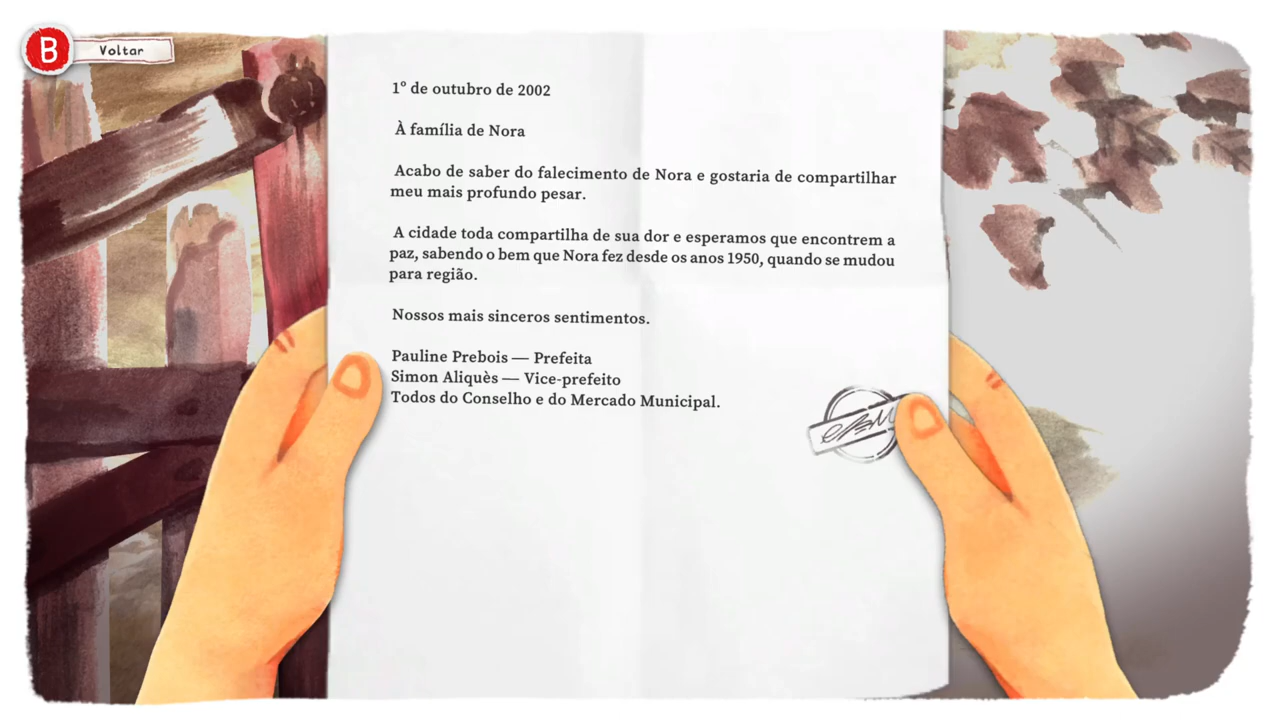 B Voltar
1º de outubro de 2002
À família de Nora
Acabo de saber do falecimento de Nora e gostaria de compartilhar
meu mais profundo pesar.
A cidade toda compartilha de sua dor e esperamos que encontrem a
paz, sabendo o bem que Nora fez desde os anos 1950, quando se mudou
para região.
Nossos mais sinceros sentimentos.
Pauline Prebois — Prefeita
Simon Aliquès — Vice-prefeito
Todos do Conselho e do Mercado Municipal.